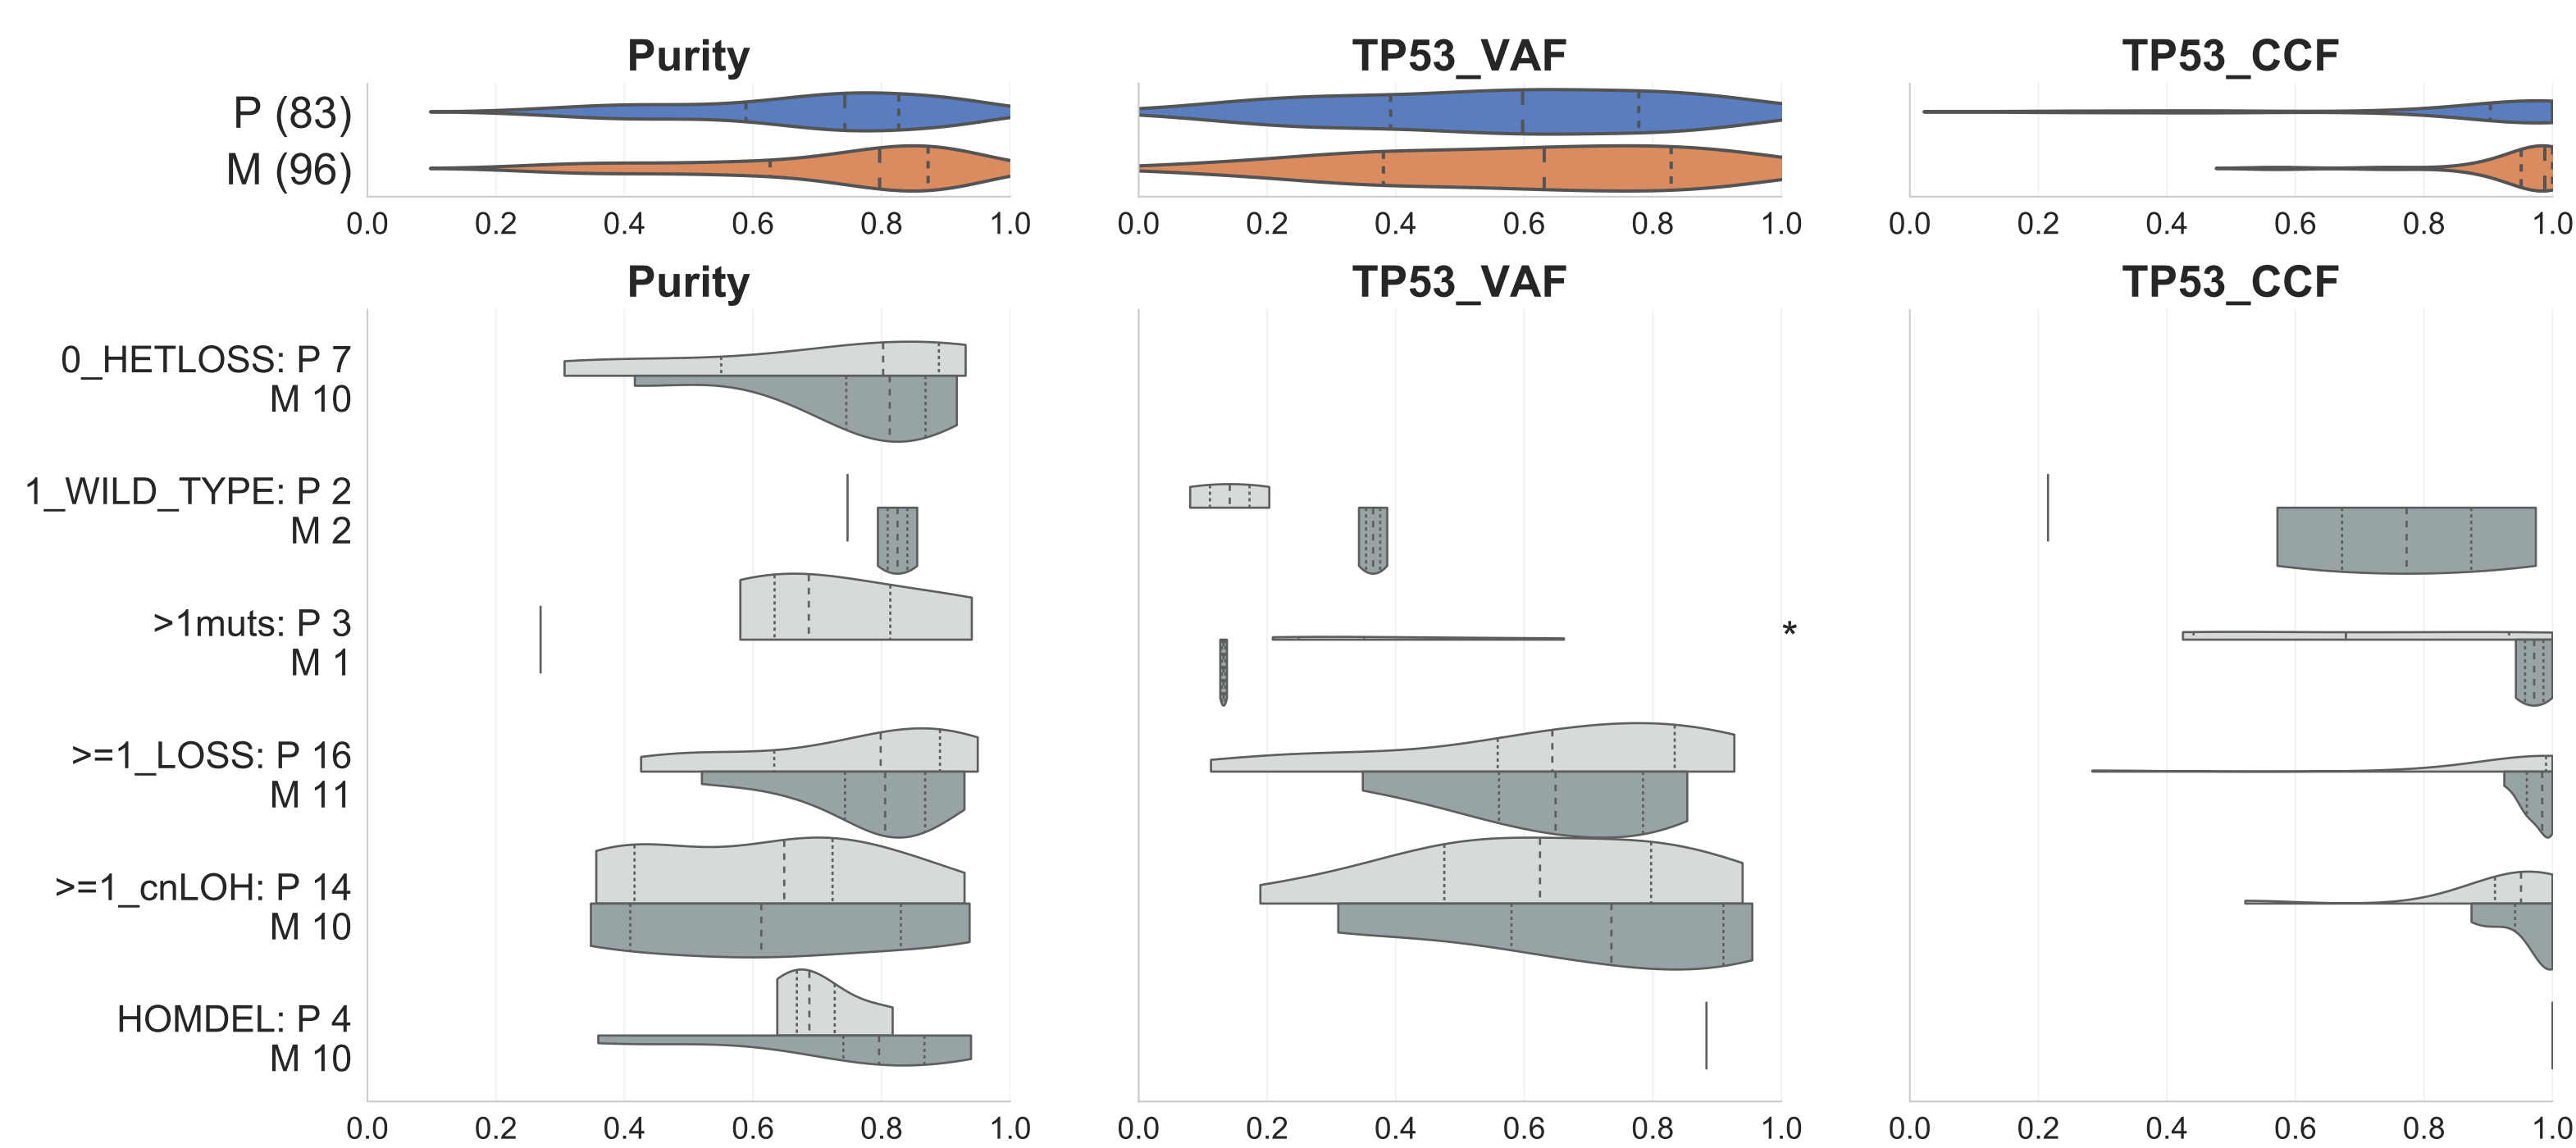 Purity TP53_VAF TP53_CCF
P (83)
M (96)
0.0 0.2 0.4 0.6 0.8 1.0 0.0 0.2 0.4 0.6 0.8 1.0 0.0 0.2 0.4 0.6 0.8 1.0
Purity TP53_VAF TP53_CCF
0_HETLOSS: P 7
M 10
1_WILD_TYPE: P 2
M 2
>1muts: P 3
*
M 1
>=1_LOSS: P 16
M 11
>=1_cnLOH: P 14
M 10
HOMDEL: P 4
M 10
0.0 0.2 0.4 0.6 0.8 1.0 0.0 0.2 0.4 0.6 0.8 1.0 0.0 0.2 0.4 0.6 0.8 1.0